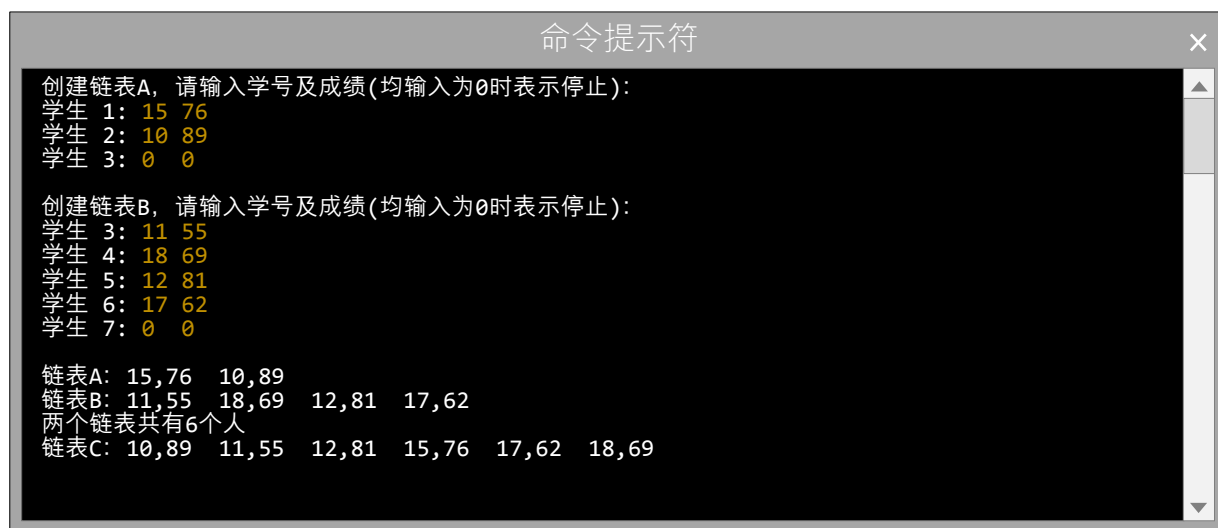 命令提示符
创建链表A，请输入学号及成绩(均输入为0时表示停止)：
学生 1: 15 76
学生 2: 10 89
学生 3: 0  0
创建链表B，请输入学号及成绩(均输入为0时表示停止)：
学生 3: 11 55
学生 4: 18 69
学生 5: 12 81
学生 6: 17 62
学生 7: 0  0
链表A：15,76  10,89
链表B：11,55  18,69  12,81  17,62
两个链表共有6个人
链表C：10,89  11,55  12,81  15,76  17,62  18,69